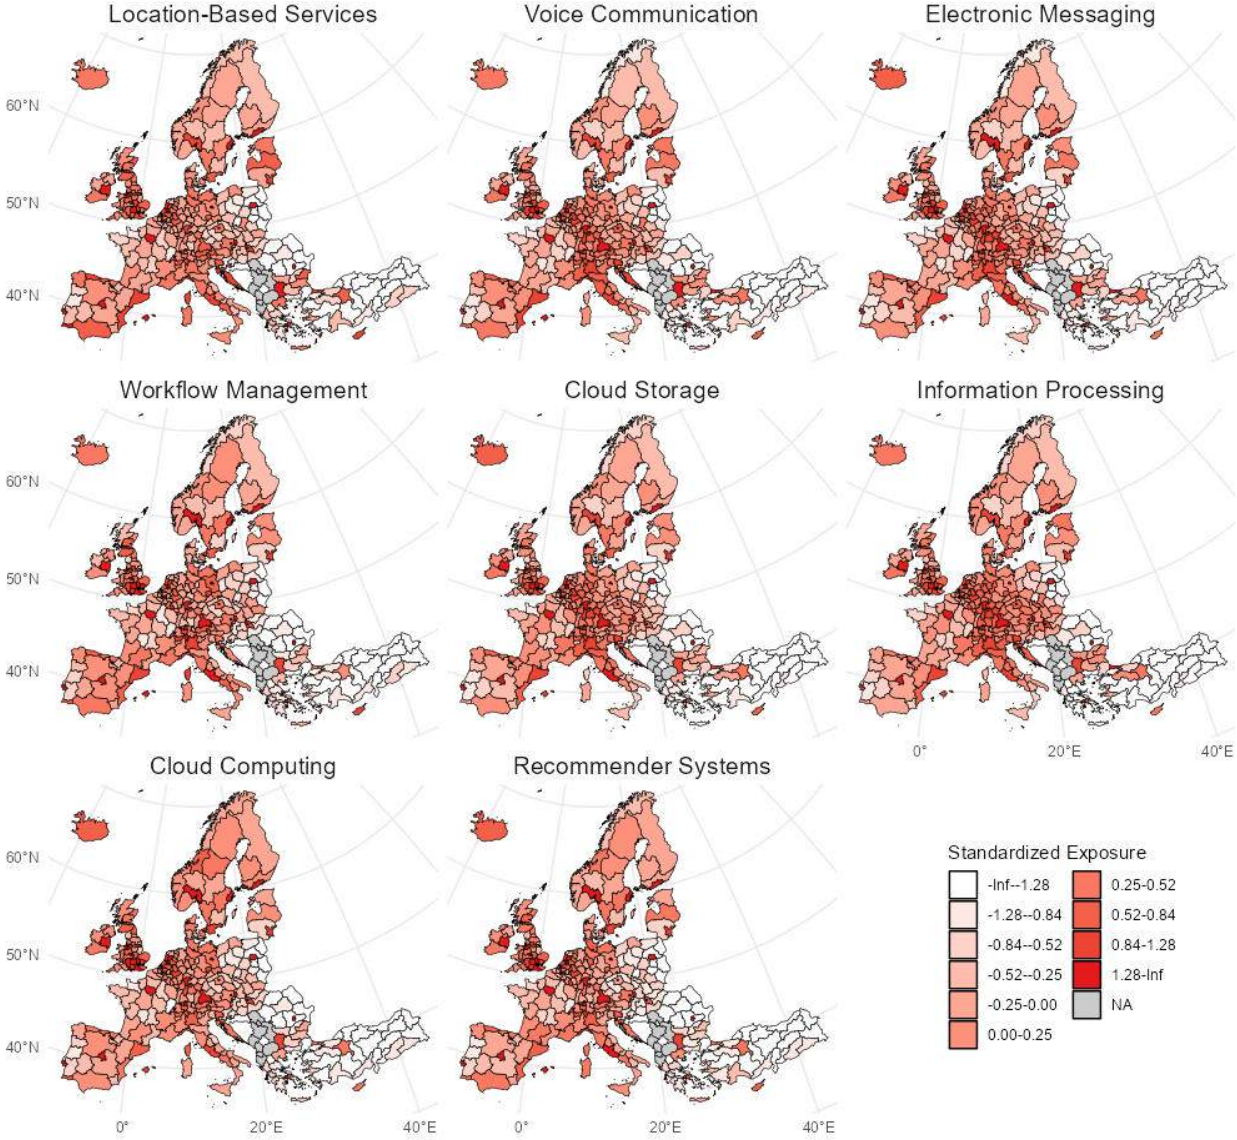 Location-Based Services
Voice Communication
Electronic Messaging
60°N
50°N
40°N
0°
20°E
40°E
Workflow Management
Cloud Storage
Information Processing
60°N
50°N
40°N
0°
20°E
40°E
Cloud Computing
Recommender Systems
60°N
50°N
40°N
0°
20°E
40°E
0°
20°E
40°E
Standardized Exposure
-Inf--1.28
-1.28--0.84
-0.84--0.52
-0.52--0.25
-0.25-0.00
0.00-0.25
0.25-0.52
0.52-0.84
0.84-1.28
1.28-Inf
NA